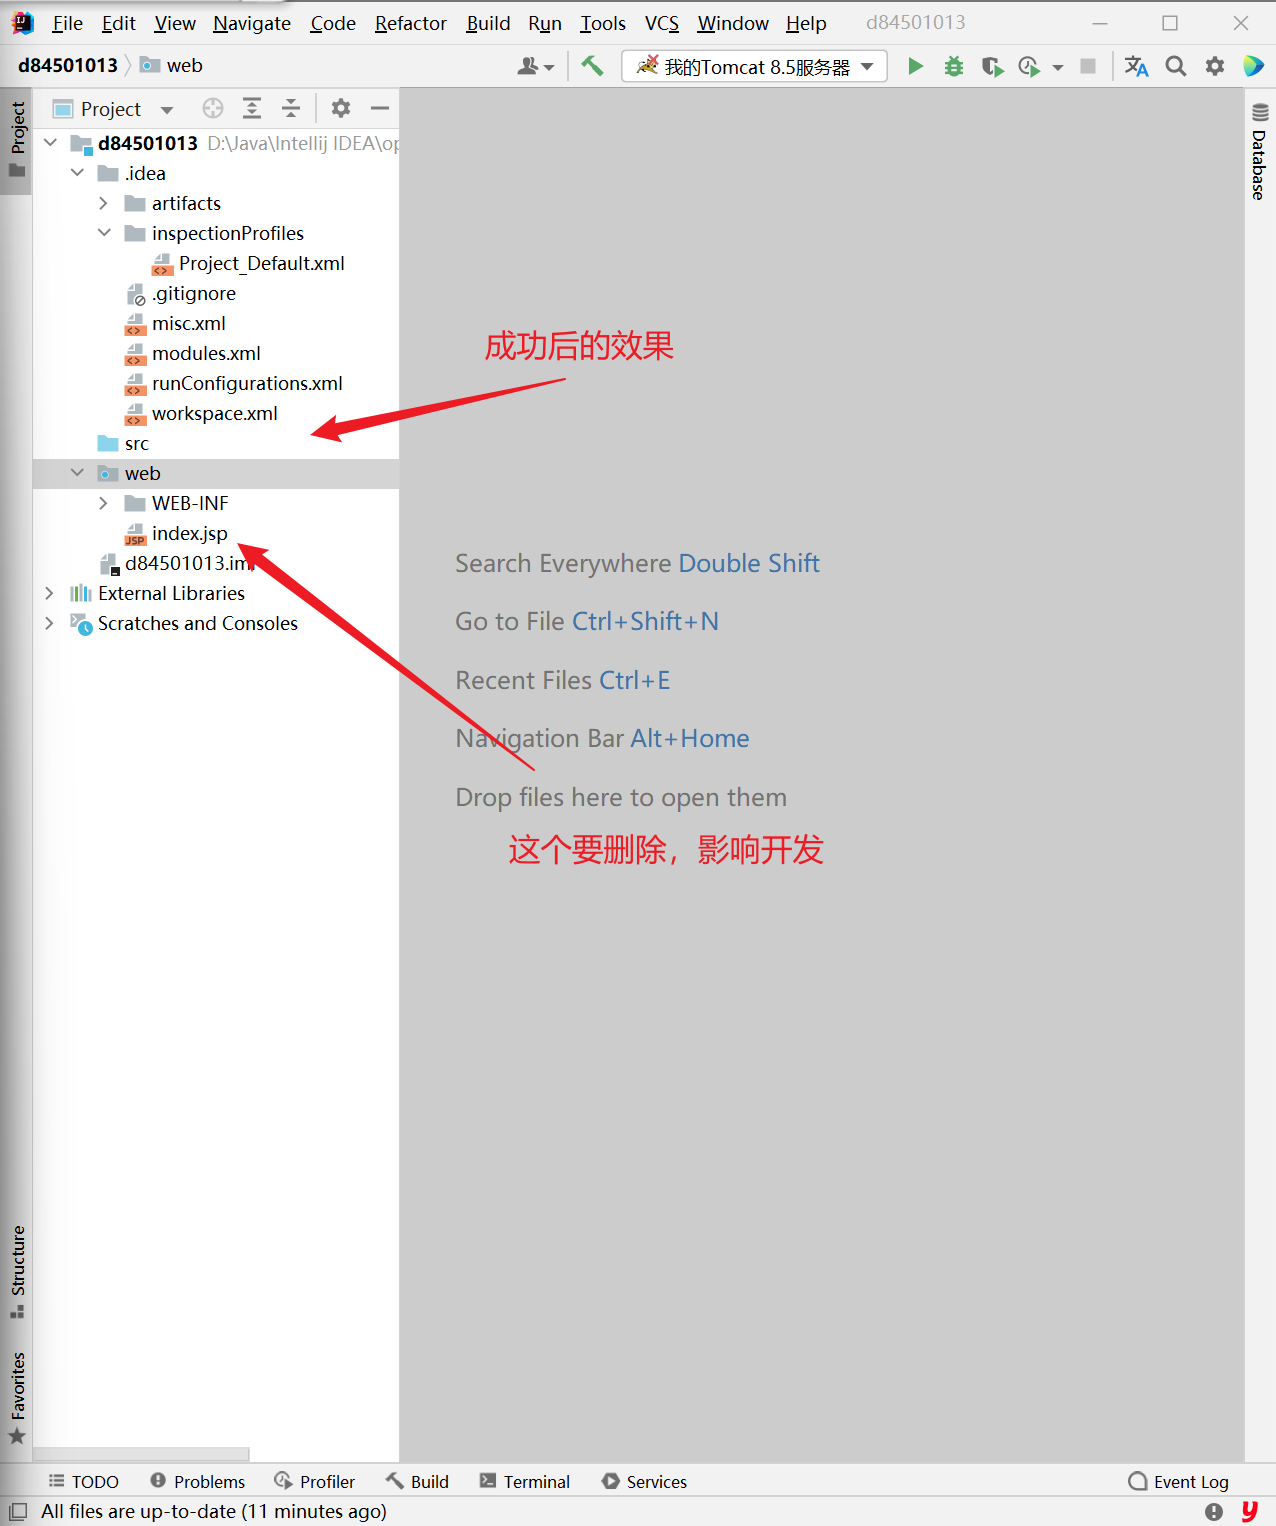 File Edit View Navigate Code Refactor Build Run Tools VCS Window Help d84501013
d84501013 web
我的Tomcat 8.5服务器
Project
Project
d84501013 D:\Java\Intellij IDEA\op
.idea
artifacts
inspectionProfiles
Project_Default.xml
.gitignore
misc.xml
modules.xml
runConfigurations.xml
workspace.xml
src
web
WEB-INF
index.jsp
d84501013.iml
External Libraries
Scratches and Consoles
成功后的效果
Search Everywhere Double Shift
Go to File Ctrl+Shift+N
Recent Files Ctrl+E
Navigation Bar Alt+Home
Drop files here to open them
这个要删除，影响开发
Database
Structure
Favorites
TODO Problems Profiler Build Terminal Services Event Log
All files are up-to-date (11 minutes ago)